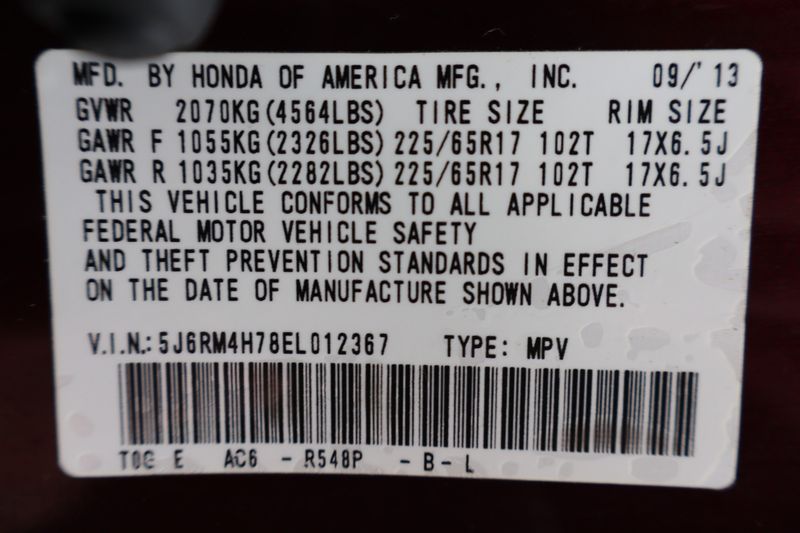 MFD. BY HONDA OF AMERICA MFG., INC. 09/'13
GVWR 2070KG(4564LBS) TIRE SIZE RIM SIZE
GAWR F 1055KG(2326LBS) 225/65R17 102T 17X6.5J
GAWR R 1035KG(2282LBS) 225/65R17 102T 17X6.5J
THIS VEHICLE CONFORMS TO ALL APPLICABLE
FEDERAL MOTOR VEHICLE SAFETY
AND THEFT PREVENTION STANDARDS IN EFFECT
ON THE DATE OF MANUFACTURE SHOWN ABOVE.
V.I.N.: 5J6RM4H78EL012367 TYPE: MPV
T0G E AC6 - R548P - B - L